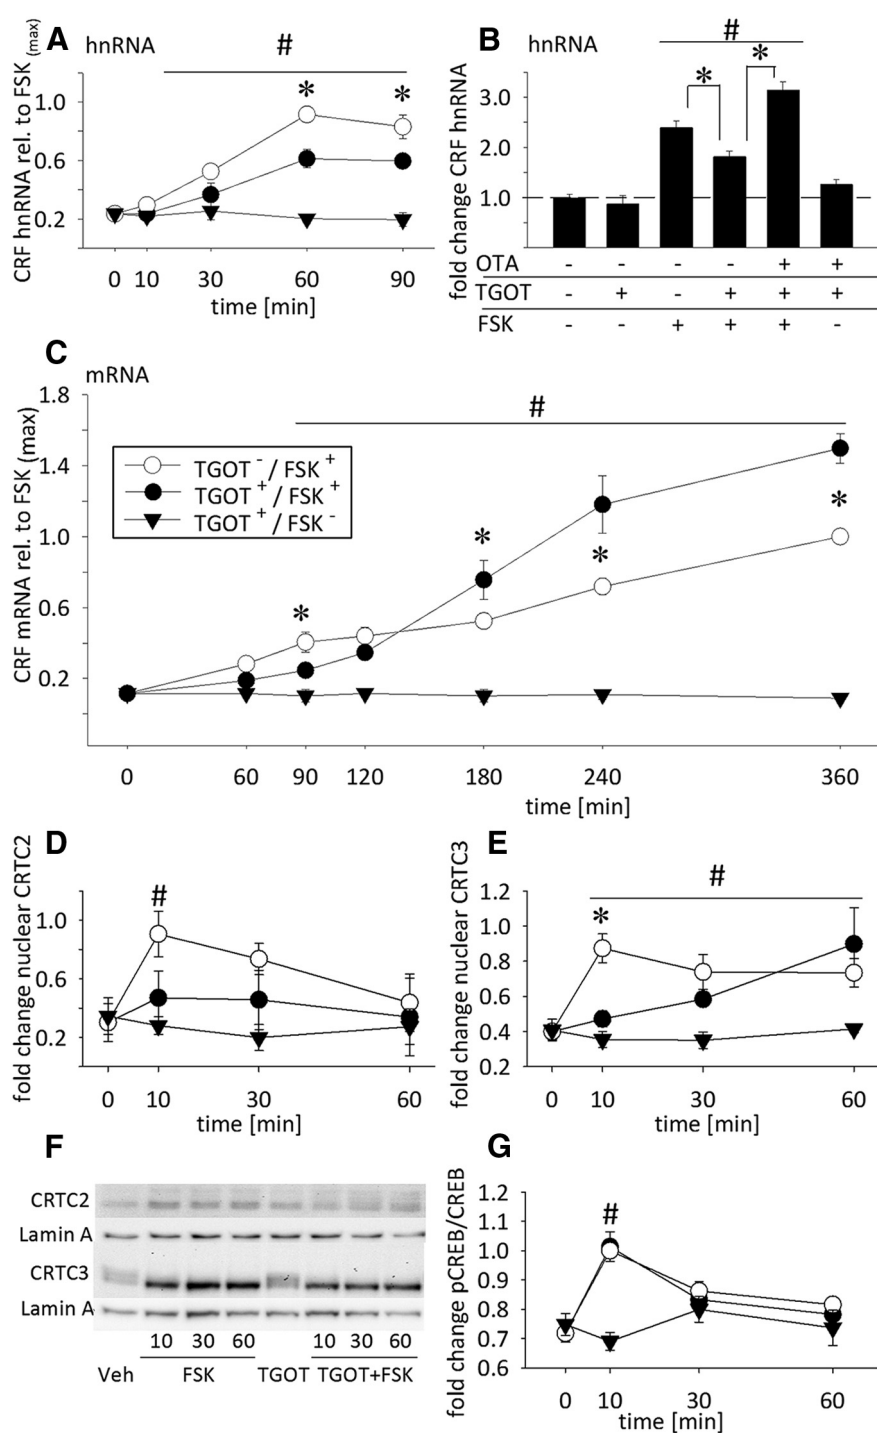 A
hnRNA
#
CRF hnRNA rel. to FSK (max)
1.0
0.6
0.2
* *
0 10 30 60 90
time [min]
B
hnRNA
#
* *
fold change CRF hnRNA
3.0
2.0
1.0
OTA - - - - + +
TGOT - + - + + +
FSK - - + + + -
C
mRNA
#
CRF mRNA rel. to FSK (max)
1.8
1.4
1.0
0.6
0.2
TGOT - / FSK +
TGOT + / FSK +
TGOT + / FSK -
* * * *
0 60 90 120 180 240 360
time [min]
D
#
fold change nuclear CRTC2
1.0
0.6
0.2
0 10 30 60
time [min]
E
#
*
fold change nuclear CRTC3
1.2
1.0
0.8
0.6
0.4
0.2
0 10 30 60
time [min]
F
CRTC2
Lamin A
CRTC3
Lamin A
10 30 60 10 30 60
Veh FSK TGOT TGOT+FSK
G
#
fold change pCREB/CREB
1.2
1.1
1.0
0.9
0.8
0.7
0.6
0 10 30 60
time [min]